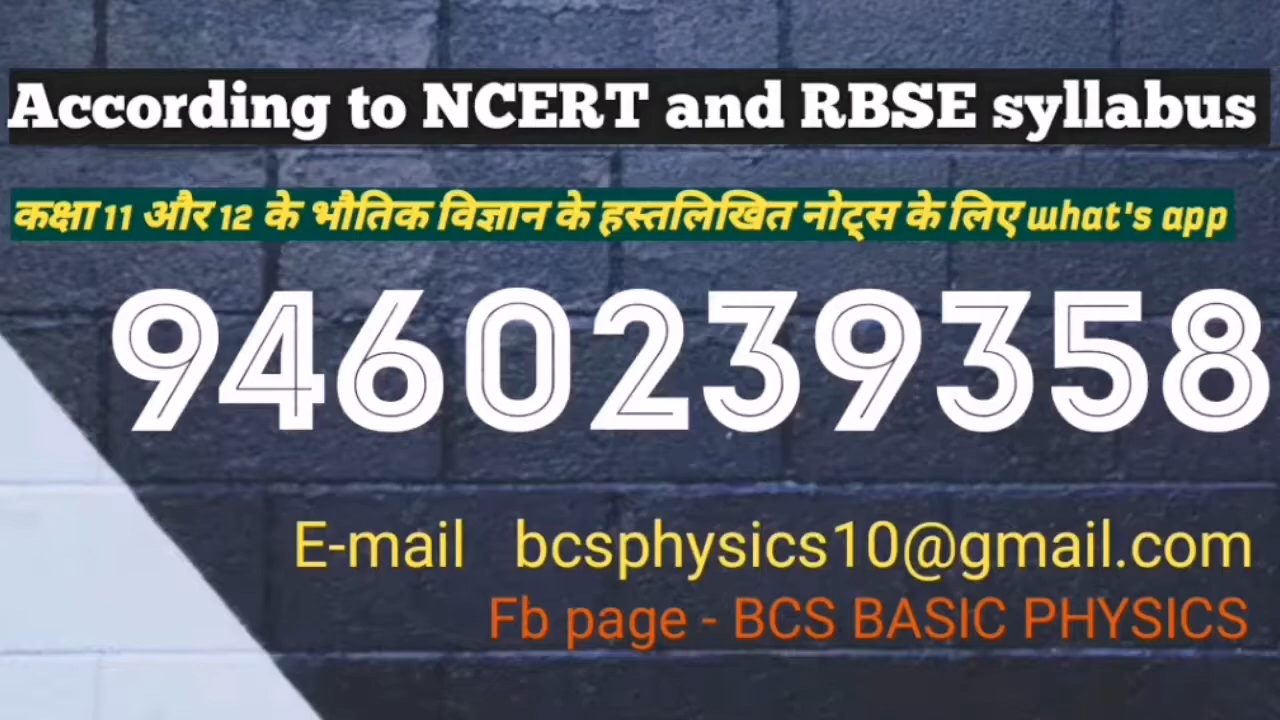 According to NCERT and RBSE syllabus
कक्षा 11 और 12 के भौतिक विज्ञान के हस्तलिखित नोट्स के लिए what's app
9460239358
E-mail bcsphysics10@gmail.com
Fb page - BCS BASIC PHYSICS